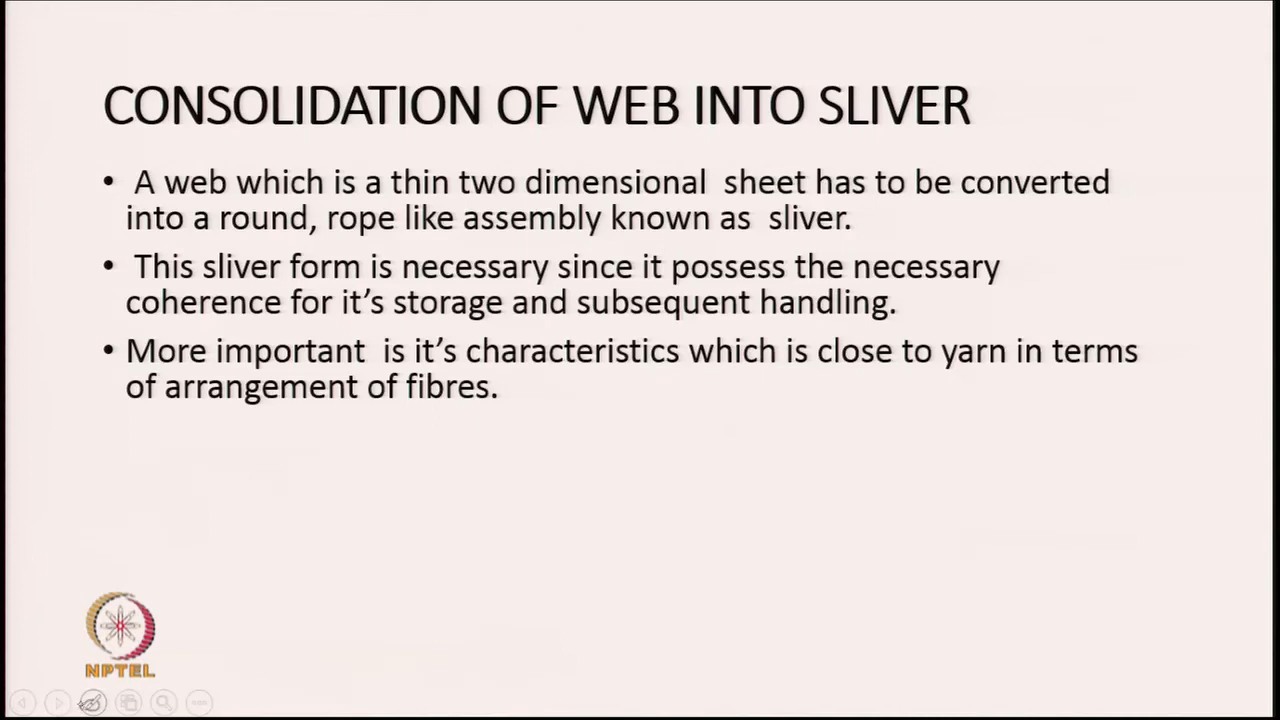 CONSOLIDATION OF WEB INTO SLIVER
• A web which is a thin two dimensional sheet has to be converted
into a round, rope like assembly known as sliver.
• This sliver form is necessary since it possess the necessary
coherence for it’s storage and subsequent handling.
• More important is it’s characteristics which is close to yarn in terms
of arrangement of fibres.
NPTEL